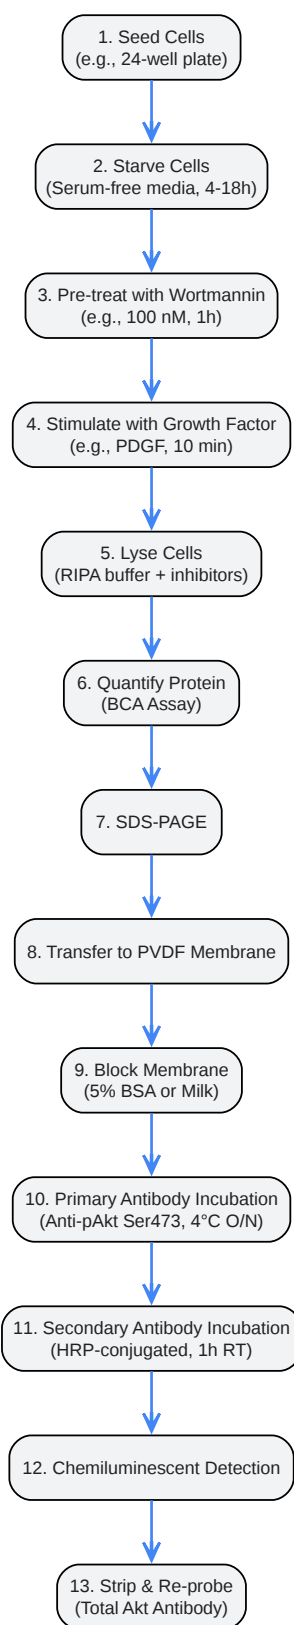 1. Seed Cells
(e.g., 24-well plate)
2. Starve Cells
(Serum-free media, 4-18h)
3. Pre-treat with Wortmannin
(e.g., 100 nM, 1h)
4. Stimulate with Growth Factor
(e.g., PDGF, 10 min)
5. Lyse Cells
(RIPA buffer + inhibitors)
6. Quantify Protein
(BCA Assay)
7. SDS-PAGE
8. Transfer to PVDF Membrane
9. Block Membrane
(5% BSA or Milk)
10. Primary Antibody Incubation
(Anti-pAkt Ser473, 4°C O/N)
11. Secondary Antibody Incubation
(HRP-conjugated, 1h RT)
12. Chemiluminescent Detection
13. Strip & Re-probe
(Total Akt Antibody)